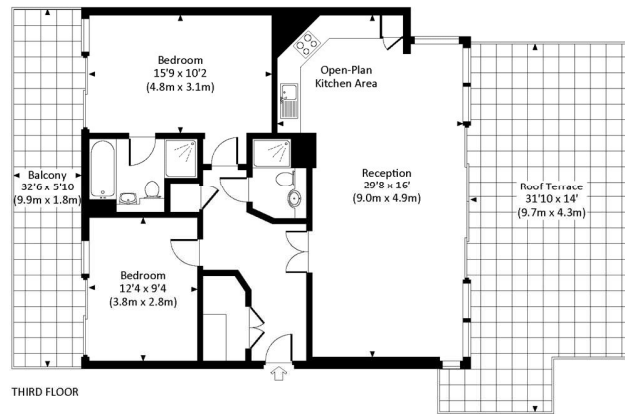 Bedroom
15'9 x 10'2
(4.8m x 3.1m)
Open-Plan
Kitchen Area
Balcony
32'6 x 5'10
(9.9m x 1.8m)
Reception
29'8 x 16'
(9.0m x 4.9m)
Roof Terrace
31'10 x 14'
(9.7m x 4.3m)
Bedroom
12'4 x 9'4
(3.8m x 2.8m)
THIRD FLOOR